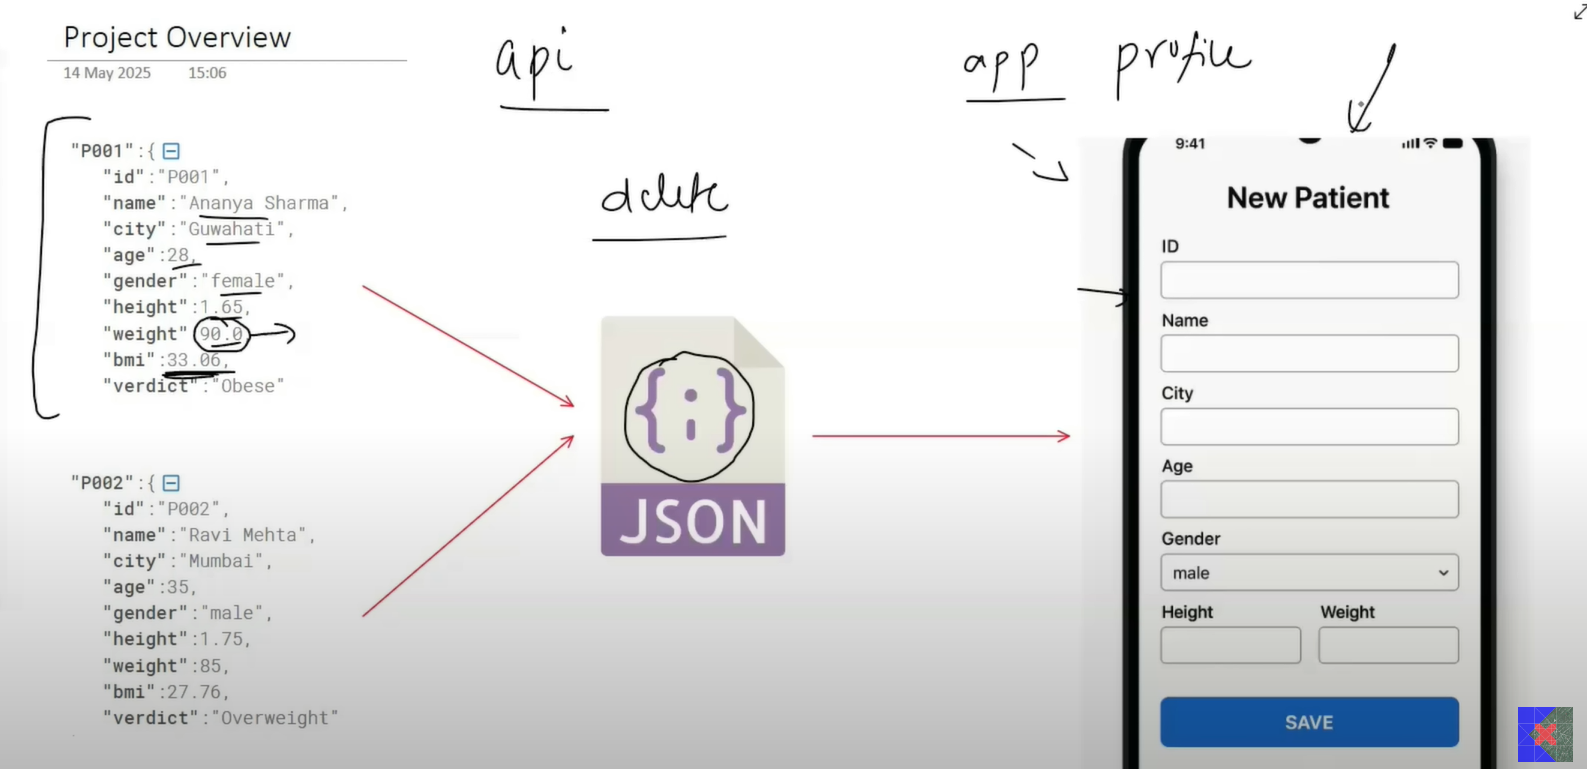 Project Overview
14 May 2025 15:06
api
app profile
delete
"P001":{
"id":"P001",
"name":"Ananya Sharma",
"city":"Guwahati",
"age":28,
"gender":"female",
"height":1.65,
"weight" 90.0
"bmi":33.06,
"verdict":"Obese"
"P002":{
"id":"P002",
"name":"Ravi Mehta",
"city":"Mumbai",
"age":35,
"gender":"male",
"height":1.75,
"weight":85,
"bmi":27.76,
"verdict":"Overweight"
{;}
JSON
9:41
New Patient
ID
Name
City
Age
Gender
male
Height Weight
SAVE